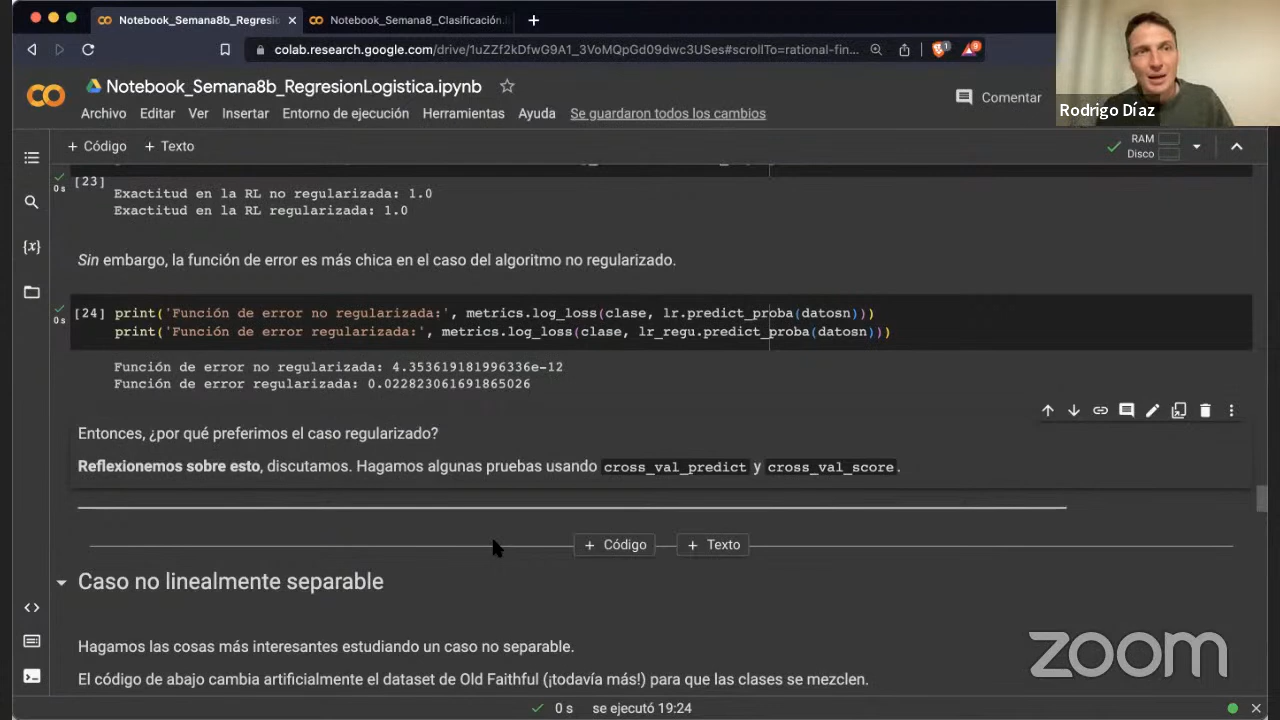 Notebook_Semana8b_Regresio
Notebook_Semana8_Clasificación.i
colab.research.google.com/drive/1uZZf2kDfwG9A1_3VoMQpGd09dwc3USes#scrollTo=rational-fin...
1
9
Notebook_Semana8b_RegresionLogistica.ipynb
Comentar
Rodrigo Díaz
Archivo Editar Ver Insertar Entorno de ejecución Herramientas Ayuda Se guardaron todos los cambios
+ Código + Texto
RAM
Disco
[23]
0 s
Exactitud en la RL no regularizada: 1.0
Exactitud en la RL regularizada: 1.0
{x}
Sin embargo, la función de error es más chica en el caso del algoritmo no regularizado.
[24] print('Función de error no regularizada:', metrics.log_loss(clase, lr.predict_proba(datosn)))
0 s
print('Función de error regularizada:', metrics.log_loss(clase, lr_regu.predict_proba(datosn)))
Función de error no regularizada: 4.353619181996336e-12
Función de error regularizada: 0.022823061691865026
Entonces, ¿por qué preferimos el caso regularizado?
Reflexionemos sobre esto, discutamos. Hagamos algunas pruebas usando cross_val_predict y cross_val_score.
+ Código + Texto
Caso no linealmente separable
Hagamos las cosas más interesantes estudiando un caso no separable.
El código de abajo cambia artificialmente el dataset de Old Faithful (¡todavía más!) para que las clases se mezclen.
zoom
0 s se ejecutó 19:24